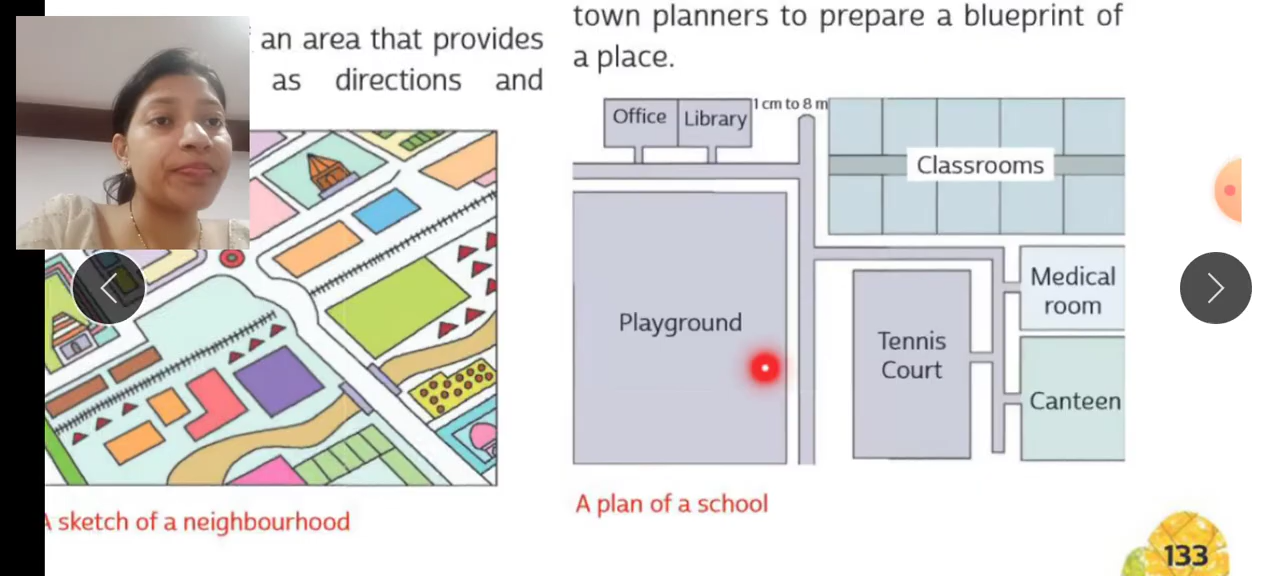 an area that provides
as directions and
A sketch of a neighbourhood
town planners to prepare a blueprint of
a place.
1 cm to 8 m
Office
Library
Classrooms
Playground
Tennis
Court
Medical
room
Canteen
A plan of a school
133